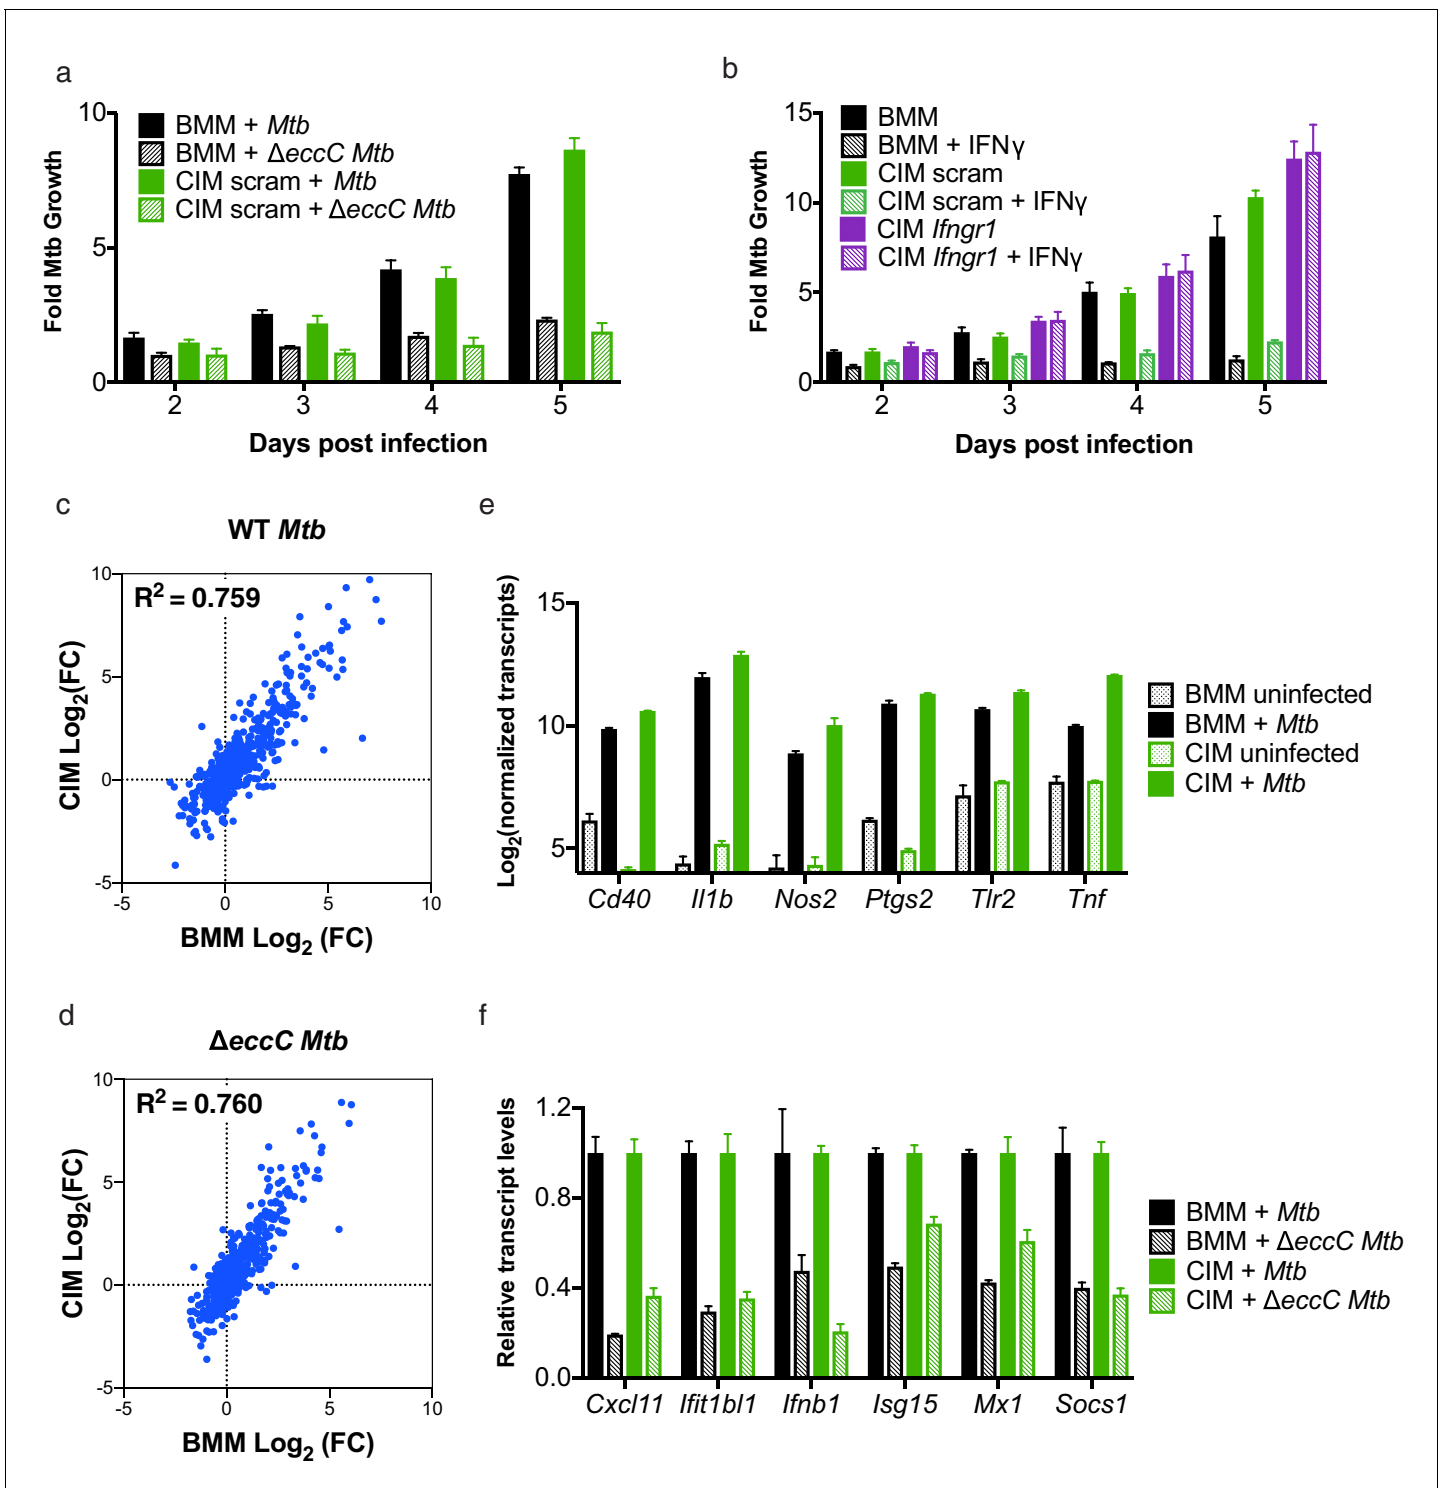 a
10
5
0
Fold Mtb Growth
BMM + Mtb
BMM + ΔeccC Mtb
CIM scram + Mtb
CIM scram + ΔeccC Mtb
2 3 4 5
Days post infection
b
15
10
5
0
Fold Mtb Growth
BMM
BMM + IFNγ
CIM scram
CIM scram + IFNγ
CIM Ifngr1
CIM Ifngr1 + IFNγ
2 3 4 5
Days post infection
c
WT Mtb
R² = 0.759
10
5
0
-5
CIM Log₂(FC)
-5 0 5 10
BMM Log₂ (FC)
e
15
10
5
Log₂(normalized transcripts)
Cd40 Il1b Nos2 Ptgs2 Tlr2 Tnf
BMM uninfected
BMM + Mtb
CIM uninfected
CIM + Mtb
d
ΔeccC Mtb
R² = 0.760
10
5
0
-5
CIM Log₂(FC)
-5 0 5 10
BMM Log₂ (FC)
f
1.2
0.8
0.4
0.0
Relative transcript levels
Cxcl11 Ifit1bl1 Ifnb1 Isg15 Mx1 Socs1
BMM + Mtb
BMM + ΔeccC Mtb
CIM + Mtb
CIM + ΔeccC Mtb